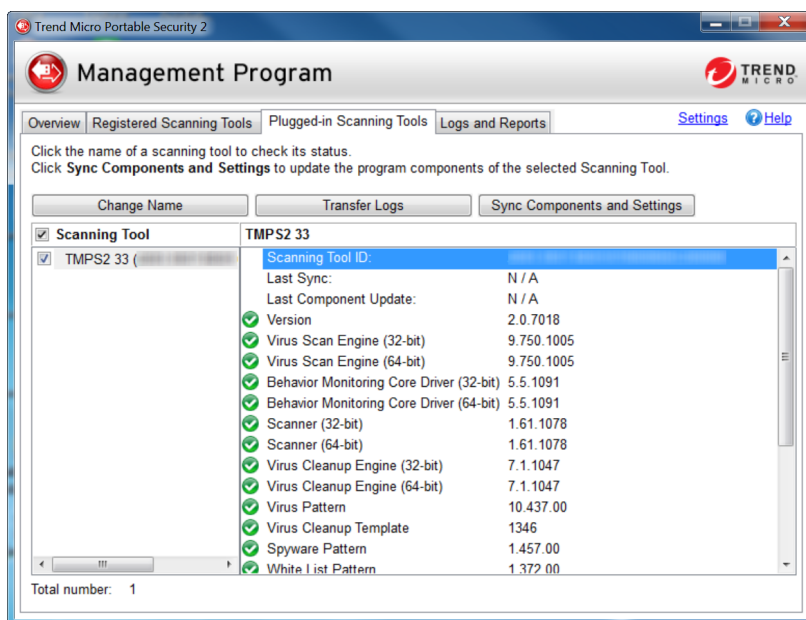 Trend Micro Portable Security 2
Management Program
TREND
MICRO
Overview
Registered Scanning Tools
Plugged-in Scanning Tools
Logs and Reports
Settings
Help
Click the name of a scanning tool to check its status.
Click Sync Components and Settings to update the program components of the selected Scanning Tool.
Change Name
Transfer Logs
Sync Components and Settings
Scanning Tool
TMPS2 33
TMPS2 33 (
Scanning Tool ID:
Last Sync: N / A
Last Component Update: N / A
Version 2.0.7018
Virus Scan Engine (32-bit) 9.750.1005
Virus Scan Engine (64-bit) 9.750.1005
Behavior Monitoring Core Driver (32-bit) 5.5.1091
Behavior Monitoring Core Driver (64-bit) 5.5.1091
Scanner (32-bit) 1.61.1078
Scanner (64-bit) 1.61.1078
Virus Cleanup Engine (32-bit) 7.1.1047
Virus Cleanup Engine (64-bit) 7.1.1047
Virus Pattern 10.437.00
Virus Cleanup Template 1346
Spyware Pattern 1.457.00
White List Pattern 1.372.00
Total number: 1